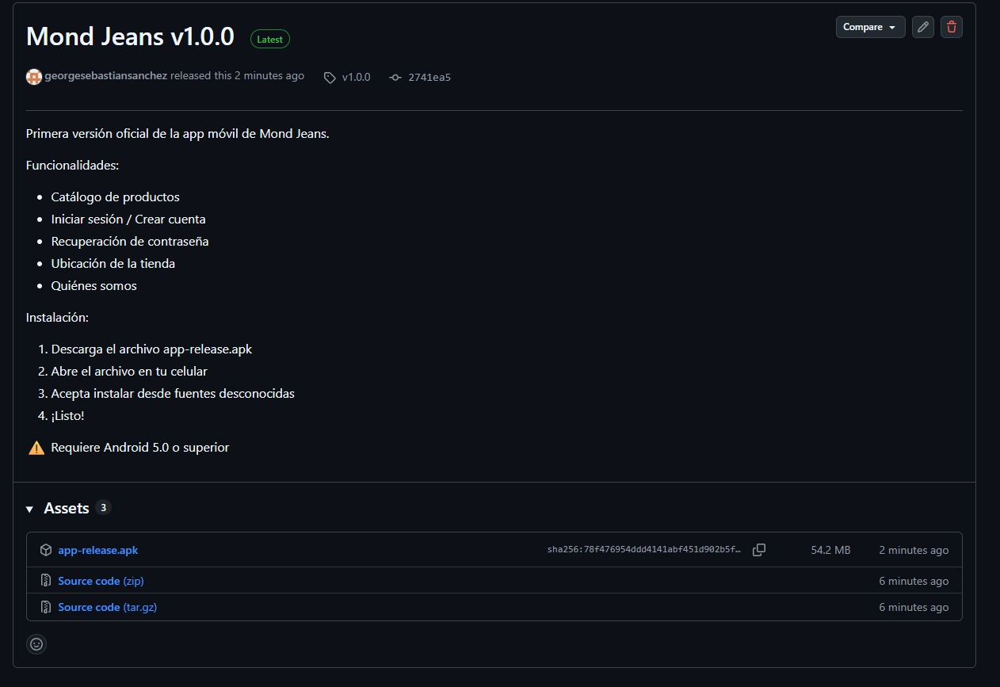 Mond Jeans v1.0.0 Latest Compare
georgesebastiansanchez released this 2 minutes ago v1.0.0 2741ea5
Primera versión oficial de la app móvil de Mond Jeans.
Funcionalidades:
• Catálogo de productos
• Iniciar sesión / Crear cuenta
• Recuperación de contraseña
• Ubicación de la tienda
• Quiénes somos
Instalación:
1. Descarga el archivo app-release.apk
2. Abre el archivo en tu celular
3. Acepta instalar desde fuentes desconocidas
4. ¡Listo!
⚠️ Requiere Android 5.0 o superior
Assets 3
app-release.apk sha256:78f476954ddd4141abf451d902b5f… 54.2 MB 2 minutes ago
Source code (zip) 6 minutes ago
Source code (tar.gz) 6 minutes ago